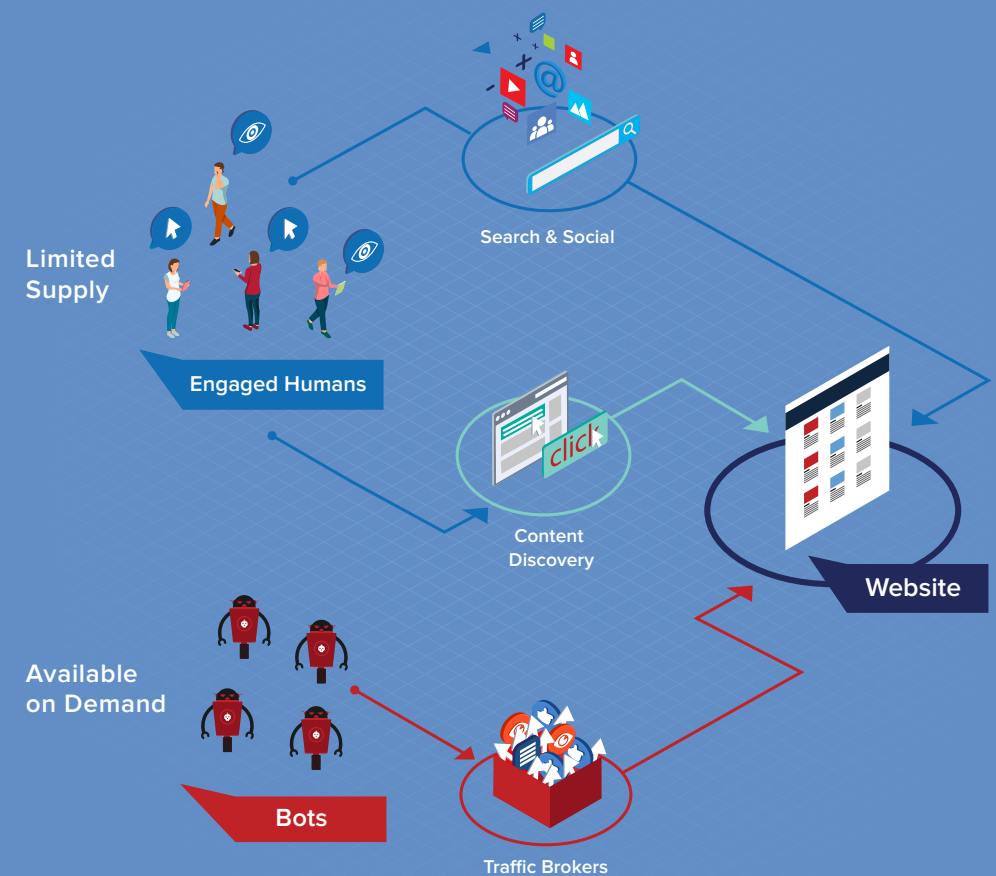 Search & Social
Limited
Supply
Engaged Humans
click
Content
Discovery
Website
Available
on Demand
Bots
Traffic Brokers